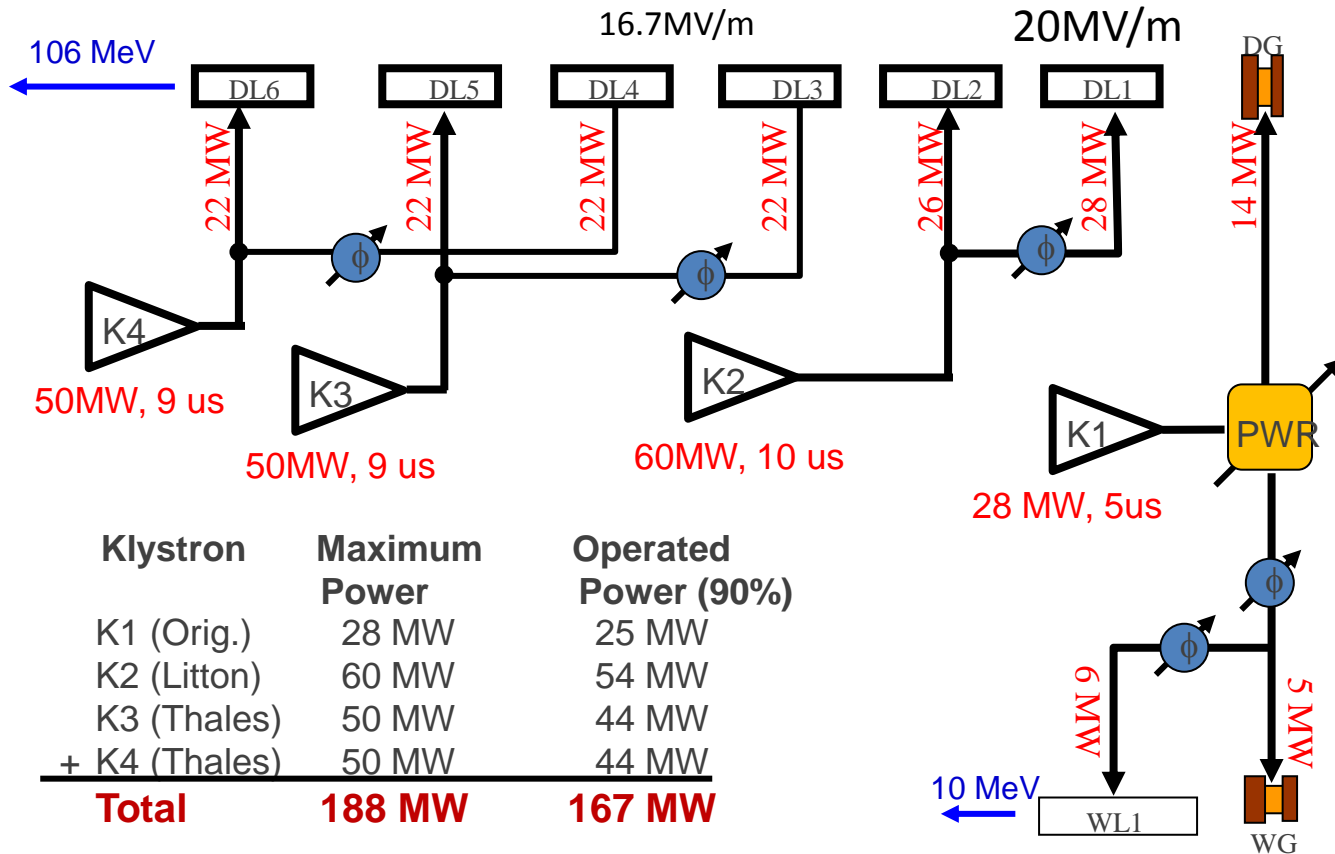 16.7MV/m
20MV/m
106 MeV
DL6
DL5
DL4
DL3
DL2
DL1
DG
22 MW
22 MW
22 MW
22 MW
26 MW
28 MW
14 MW
ϕ
ϕ
ϕ
K4
K3
K2
K1
PWR
50MW, 9 us
50MW, 9 us
60MW, 10 us
28 MW, 5us
Klystron Maximum Power Operated Power (90%)
K1 (Orig.) 28 MW 25 MW
K2 (Litton) 60 MW 54 MW
K3 (Thales) 50 MW 44 MW
+ K4 (Thales) 50 MW 44 MW
Total 188 MW 167 MW
ϕ
ϕ
6 MW
5 MW
10 MeV
WL1
WG